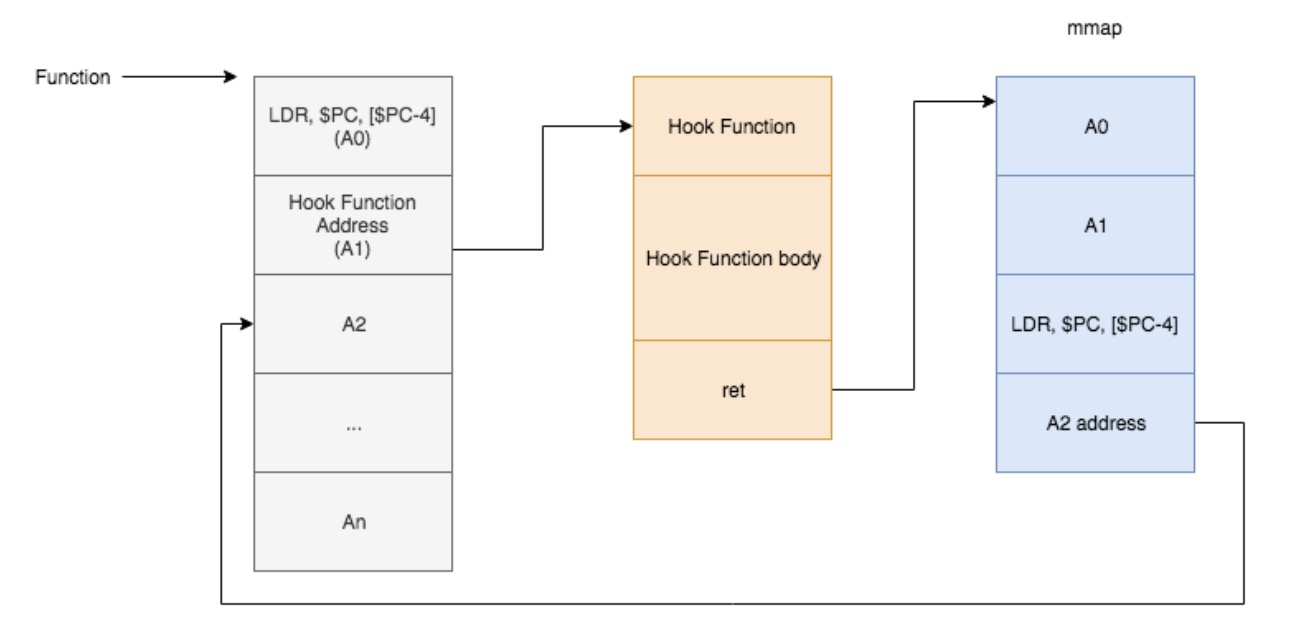 mmap
Function
LDR, $PC, [$PC-4]
(A0)
Hook Function
Address
(A1)
A2
...
An
Hook Function
Hook Function body
ret
A0
A1
LDR, $PC, [$PC-4]
A2 address